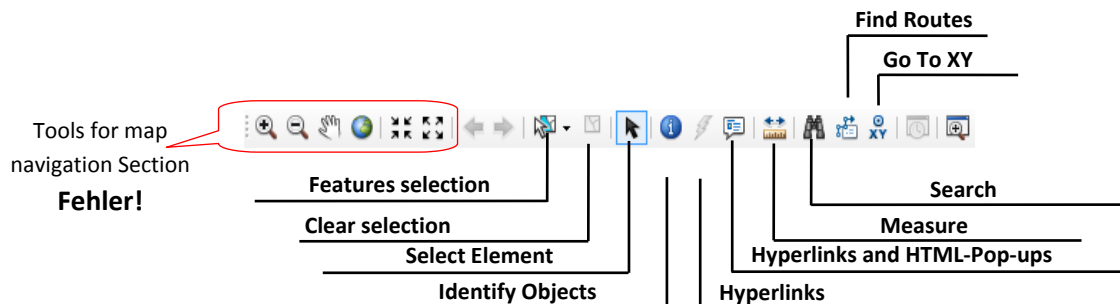 Find Routes
Go To XY
XY
Tools for map
navigation Section
Fehler!
Features selection
Search
Clear selection
Measure
Select Element
Hyperlinks and HTML-Pop-ups
Identify Objects
Hyperlinks